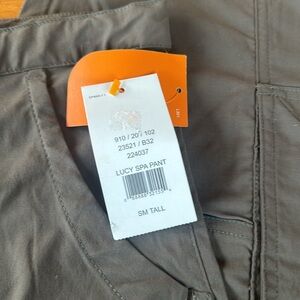 910 / 20 / 102
23521 / B32
224037
LUCY SPA PANT
SM TALL